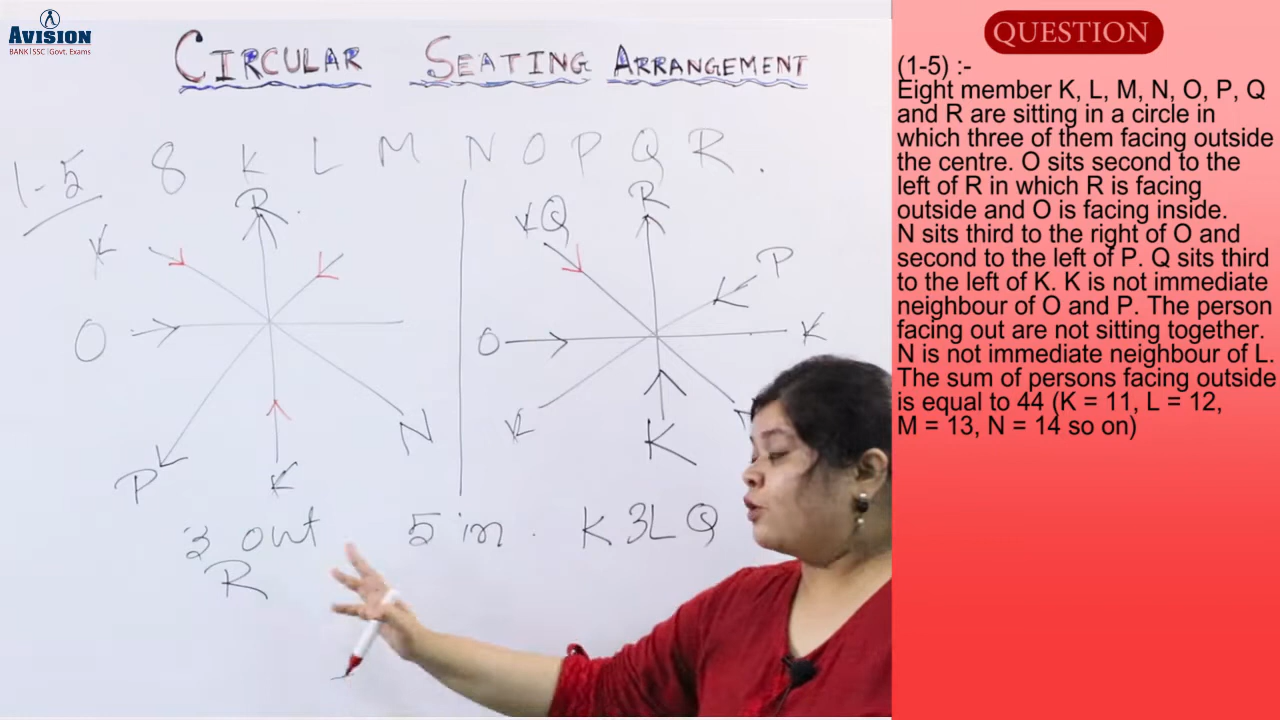 AVISION
BANK|SSC|Govt. Exams
CIRCULAR SEATING ARRANGEMENT
1-5 8 K L M N O P Q R.
R.
K
O
P
K
N
R
K Q
P
O
K
K
K
N
3 out 5 in. K 3L Q
R
QUESTION
(1-5) :-
Eight member K, L, M, N, O, P, Q
and R are sitting in a circle in
which three of them facing outside
the centre. O sits second to the
left of R in which R is facing
outside and O is facing inside.
N sits third to the right of O and
second to the left of P. Q sits third
to the left of K. K is not immediate
neighbour of O and P. The person
facing out are not sitting together.
N is not immediate neighbour of L.
The sum of persons facing outside
is equal to 44 (K = 11, L = 12,
M = 13, N = 14 so on)